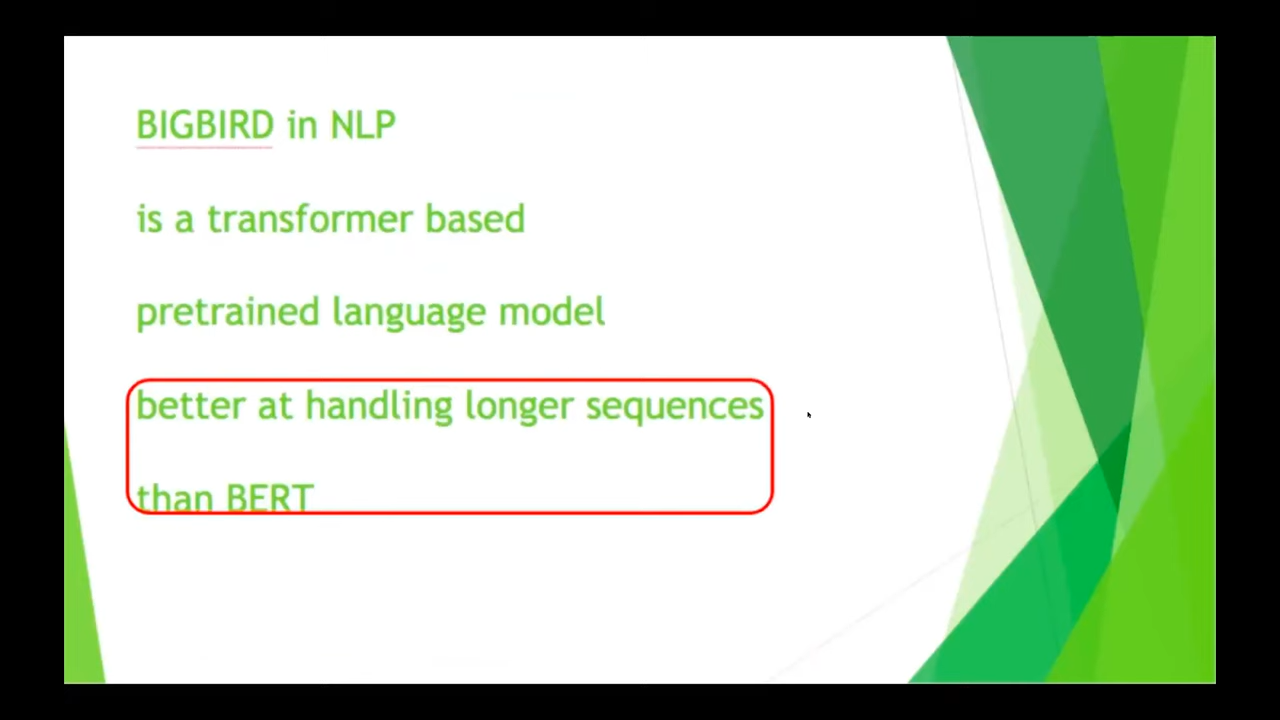 BIGBIRD in NLP
is a transformer based
pretrained language model
better at handling longer sequences
than BERT